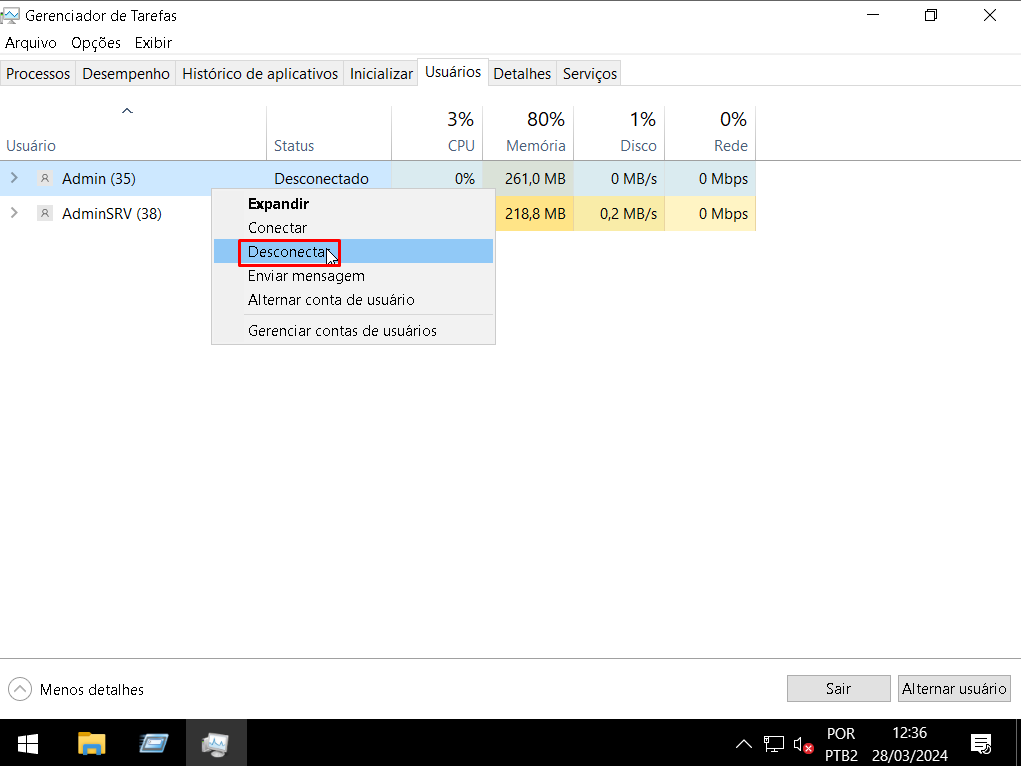 Gerenciador de Tarefas
Arquivo Opções Exibir
Processos Desempenho Histórico de aplicativos Inicializar Usuários Detalhes Serviços
3% 80% 1% 0%
Usuário Status CPU Memória Disco Rede
Admin (35) Desconectado 0% 261,0 MB 0 MB/s 0 Mbps
AdminSRV (38) 218,8 MB 0,2 MB/s 0 Mbps
Expandir
Conectar
Desconectar
Enviar mensagem
Alternar conta de usuário
Gerenciar contas de usuários
Menos detalhes Sair Alternar usuário
POR 12:36
PTB2 28/03/2024